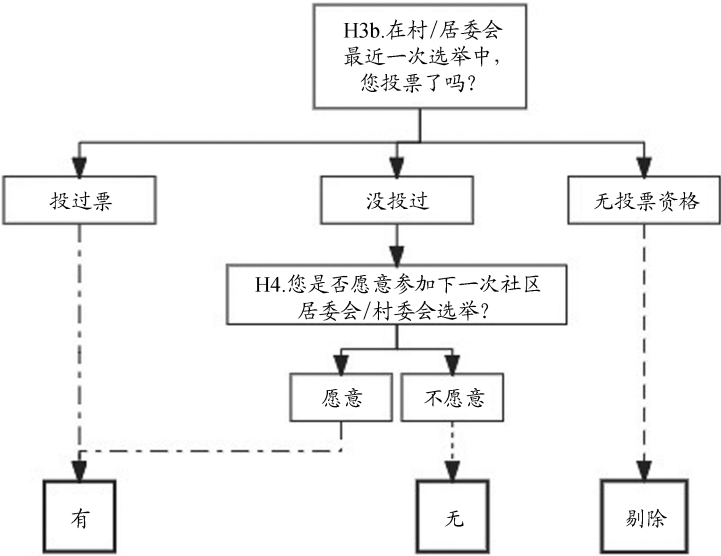 H3b.在村/居委会
最近一次选举中，
您投票了吗？
投过票
没投过
无投票资格
H4.您是否愿意参加下一次社区
居委会/村委会选举？
愿意
不愿意
有
无
剔除